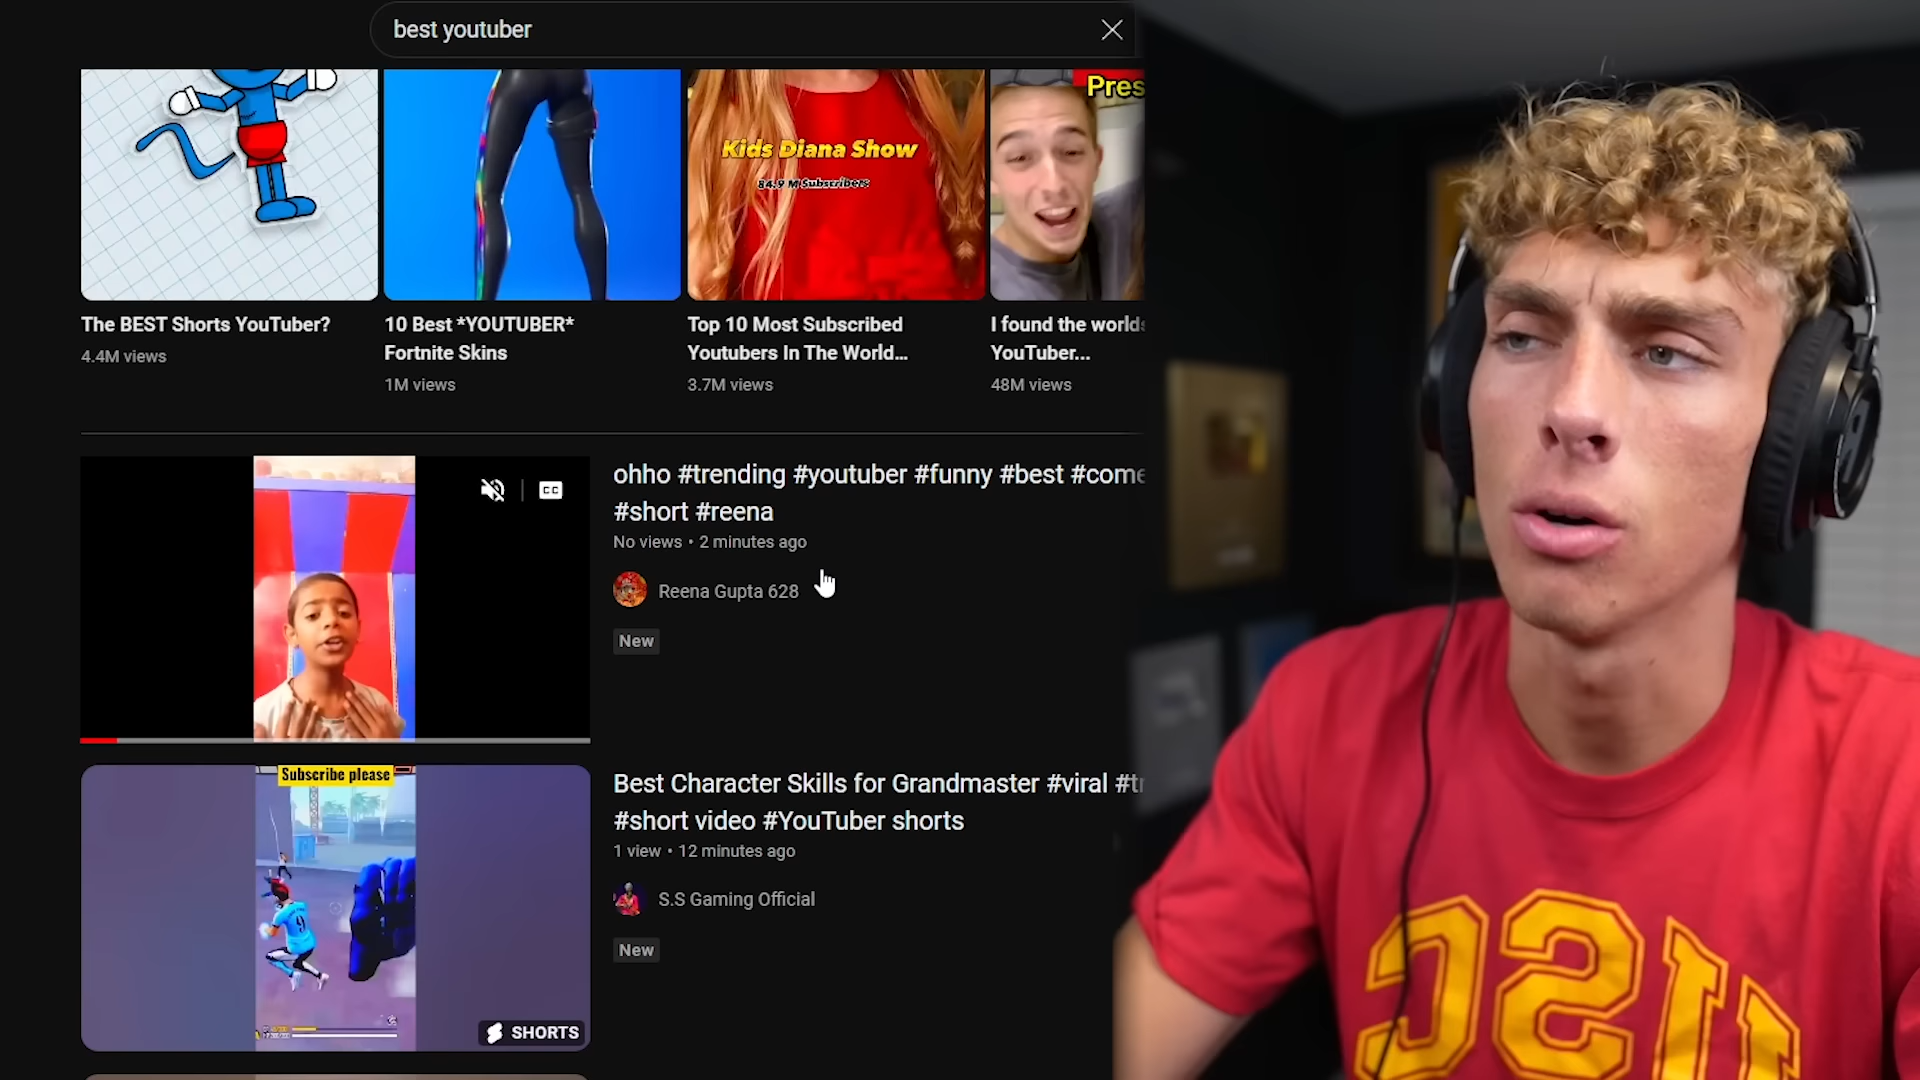 best youtuber
Pres
Kids Diana Show
84.9 M Subscribers
The BEST Shorts YouTuber?
4.4M views
10 Best *YOUTUBER*
Fortnite Skins
1M views
Top 10 Most Subscribed
Youtubers In The World...
3.7M views
I found the worlds
YouTuber...
48M views
CC
ohho #trending #youtuber #funny #best #come
#short #reena
No views • 2 minutes ago
Reena Gupta 628
New
Subscribe please
9
SHORTS
Best Character Skills for Grandmaster #viral #tr
#short video #YouTuber shorts
1 view • 12 minutes ago
S.S Gaming Official
New
USC